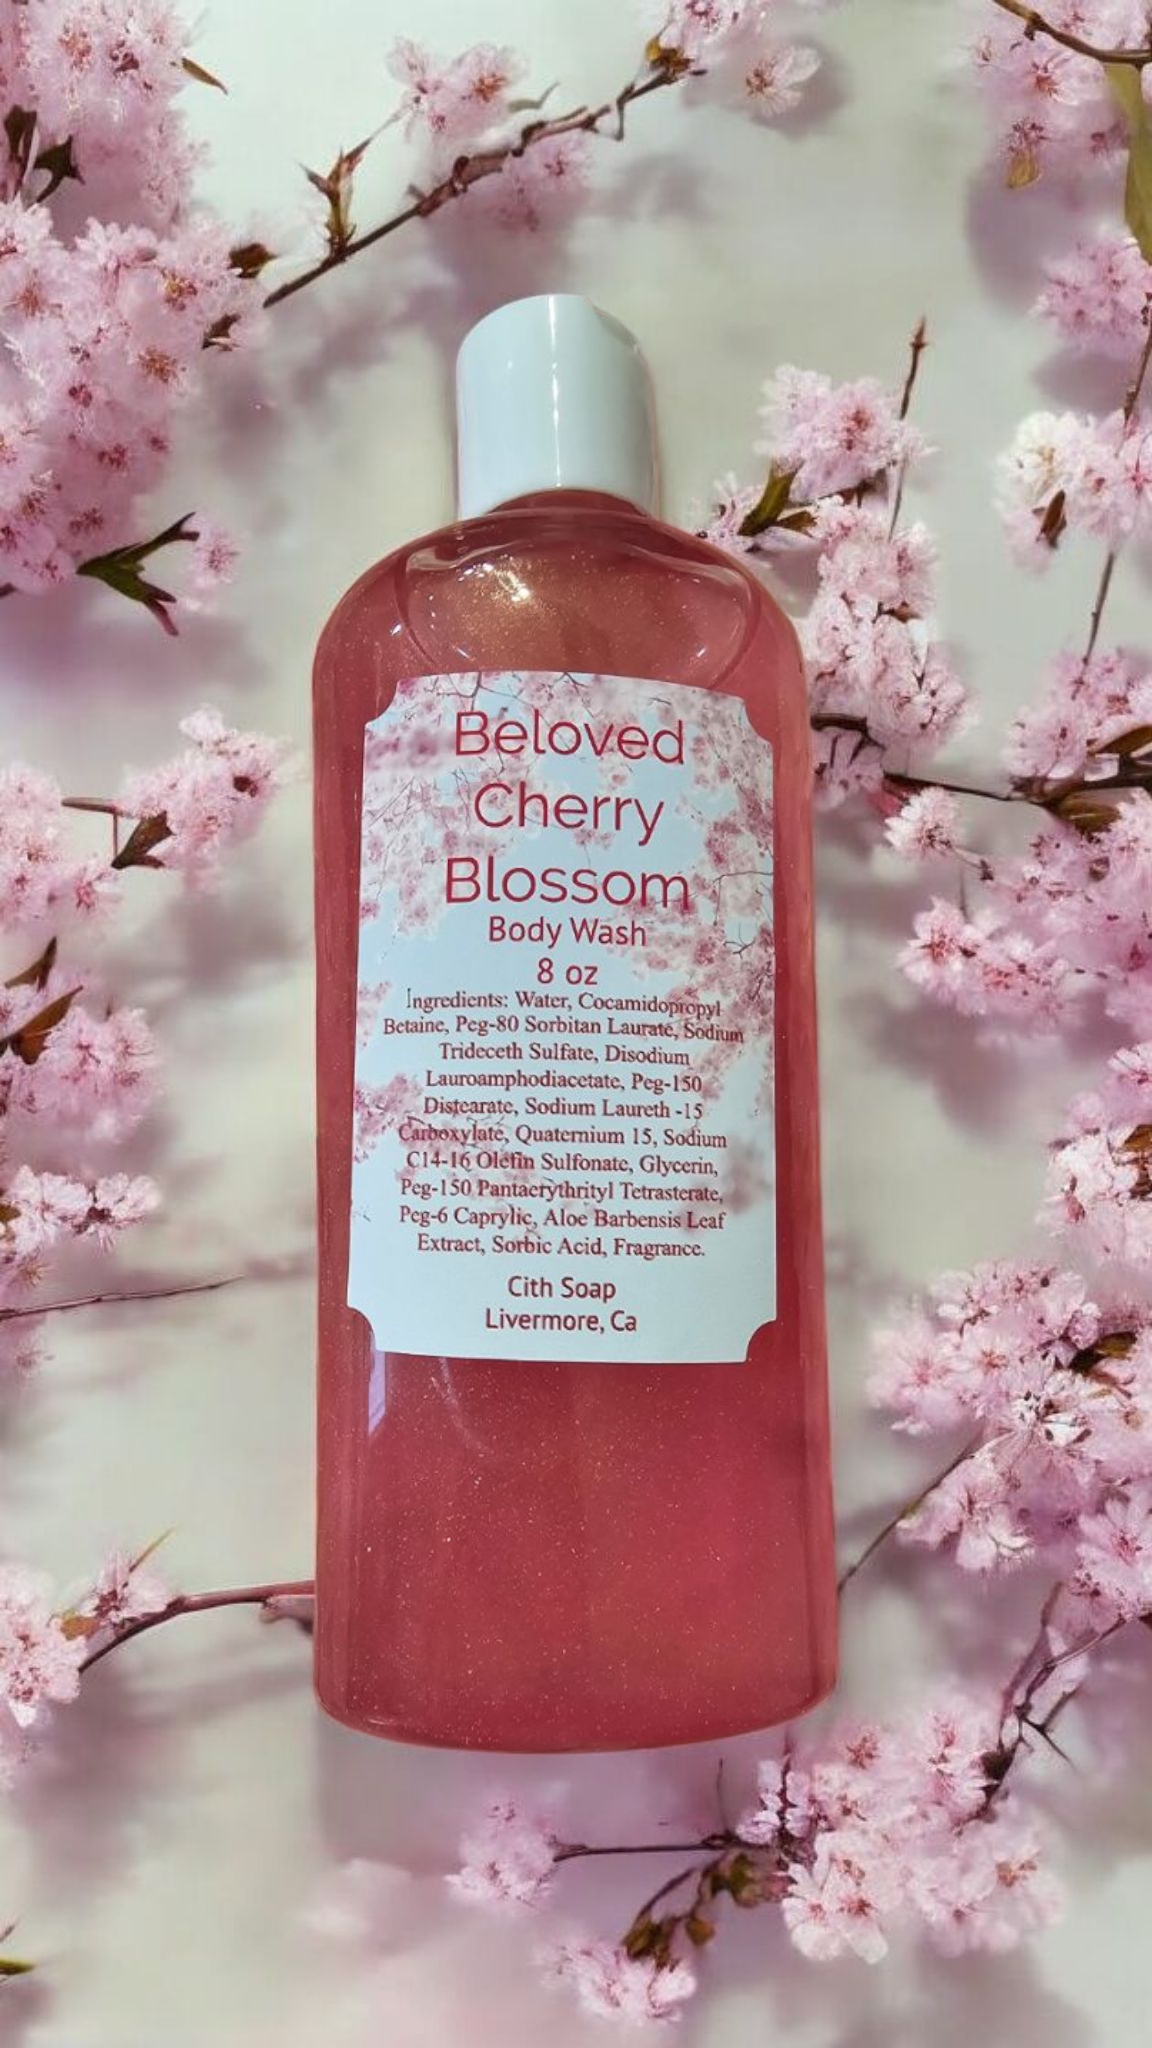 Beloved
Cherry
Blossom
Body Wash
8 oz
Ingredients: Water, Cocamidopropyl
Betaine, Peg-80 Sorbitan Laurate, Sodium
Trideceth Sulfate, Disodium
Lauroamphodiacetate, Peg-150
Distearate, Sodium Laureth -15
Carboxylate, Quaternium 15, Sodium
C14-16 Olefin Sulfonate, Glycerin,
Peg-150 Pantaerythrityl Tetrasterate,
Peg-6 Caprylic, Aloe Barbensis Leaf
Extract, Sorbic Acid, Fragrance.
Cith Soap
Livermore, Ca